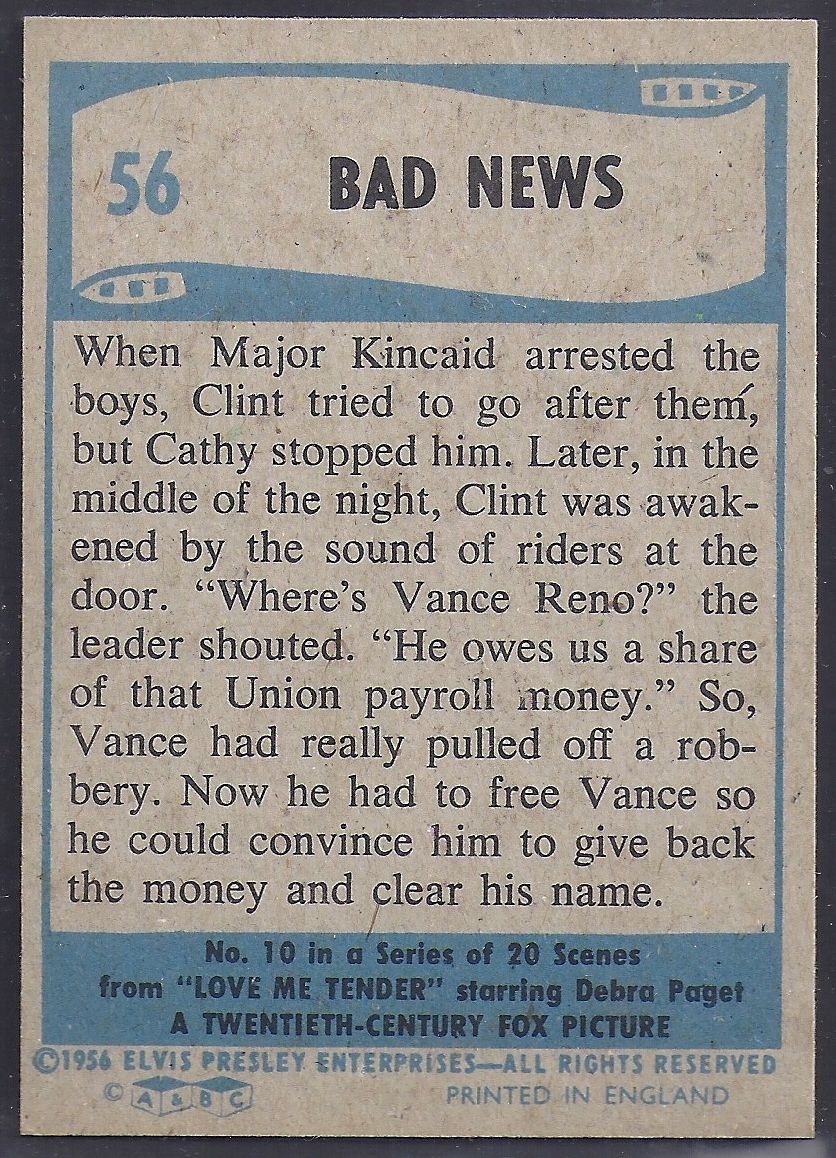 56 BAD NEWS
When Major Kincaid arrested the
boys, Clint tried to go after them,
but Cathy stopped him. Later, in the
middle of the night, Clint was awak-
ened by the sound of riders at the
door. “Where’s Vance Reno?” the
leader shouted. “He owes us a share
of that Union payroll money.” So,
Vance had really pulled off a rob-
bery. Now he had to free Vance so
he could convince him to give back
the money and clear his name.
No. 10 in a Series of 20 Scenes
from “LOVE ME TENDER” starring Debra Paget
A TWENTIETH-CENTURY FOX PICTURE
©1956 ELVIS PRESLEY ENTERPRISES—ALL RIGHTS RESERVED
© A & B C PRINTED IN ENGLAND